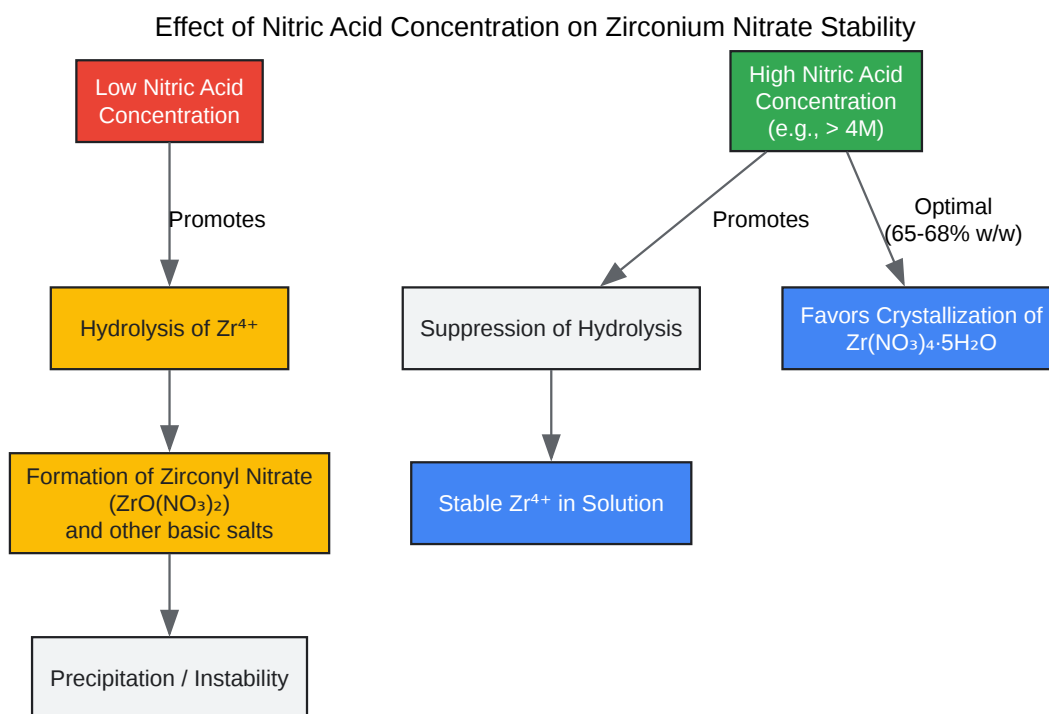 Effect of Nitric Acid Concentration on Zirconium Nitrate Stability
Low Nitric Acid
Concentration
High Nitric Acid
Concentration
(e.g., > 4M)
Promotes
Promotes
Optimal
(65-68% w/w)
Hydrolysis of Zr⁴⁺
Suppression of Hydrolysis
Favors Crystallization of
Zr(NO₃)₄·5H₂O
Formation of Zirconyl Nitrate
(ZrO(NO₃)₂)
and other basic salts
Stable Zr⁴⁺ in Solution
Precipitation / Instability